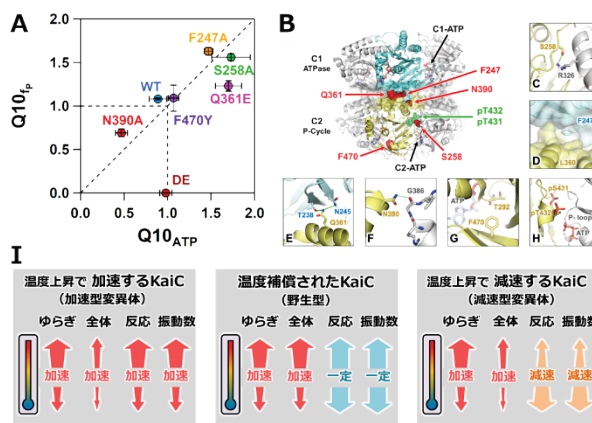 A
Q10fp
2.0
1.5
1.0
0.5
0.0
0.0
0.5
1.0
1.5
2.0
Q10ATP
F247A
S258A
Q361E
WT
F470Y
N390A
DE
B
C1
ATPase
C1-ATP
F247
Q361
N390
pT432
pT431
C2
P-Cycle
F470
C2-ATP
S258
C
S258
R326
D
F247
L360
E
T238
N245
Q361
F
G386
N380
G
ATP
T292
F470
H
pS431
pT432
P- loop
ATP
I
温度上昇で 加速するKaiC
(加速型変異体)
ゆらぎ 全体 反応 振動数
加速 加速 加速 加速
温度補償されたKaiC
(野生型)
ゆらぎ 全体 反応 振動数
加速 加速 一定 一定
温度上昇で 減速するKaiC
(減速型変異体)
ゆらぎ 全体 反応 振動数
加速 加速 減速 減速